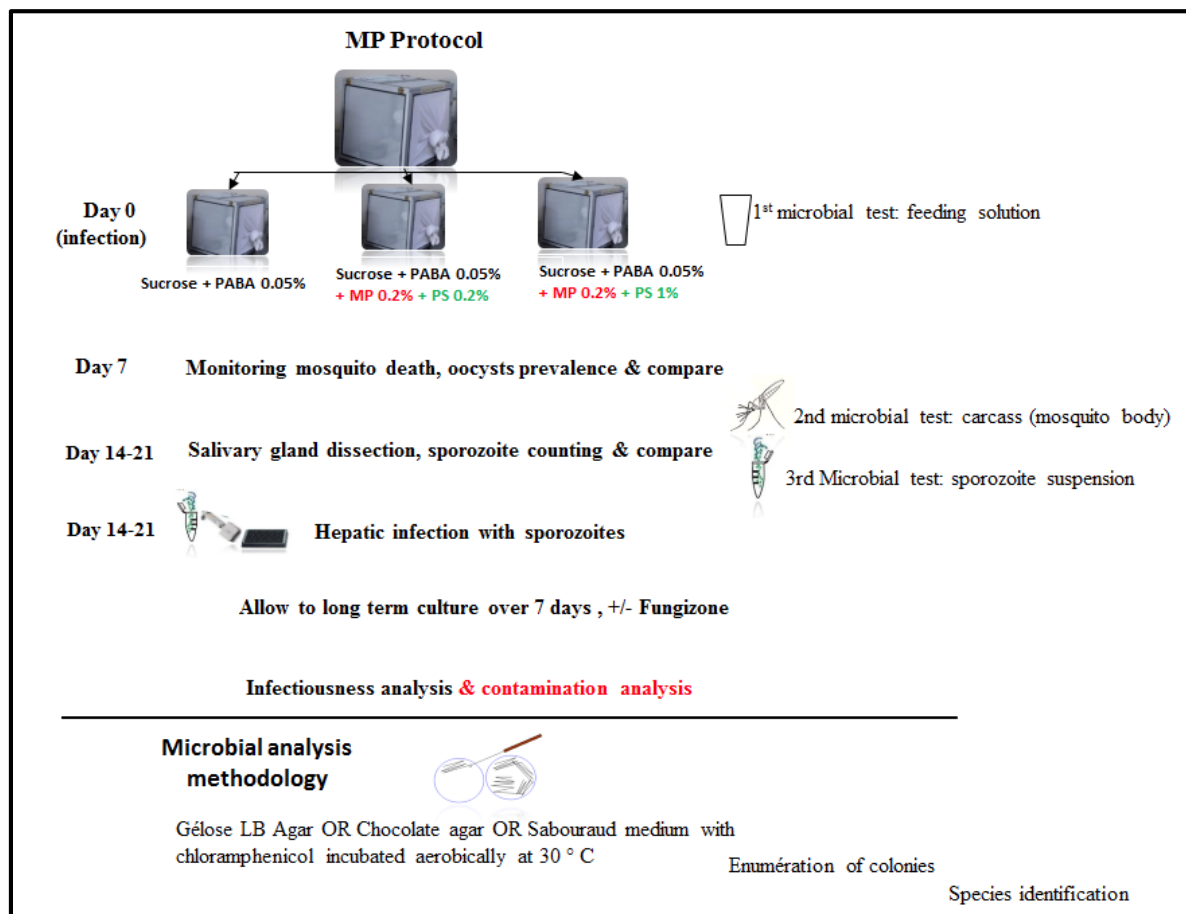 MP Protocol
Day 0
(infection)
1st microbial test: feeding solution
Sucrose + PABA 0.05%
Sucrose + PABA 0.05%
+ MP 0.2% + PS 0.2%
Sucrose + PABA 0.05%
+ MP 0.2% + PS 1%
Day 7
Monitoring mosquito death, oocysts prevalence & compare
2nd microbial test: carcass (mosquito body)
Day 14-21
Salivary gland dissection, sporozoite counting & compare
3rd Microbial test: sporozoite suspension
Day 14-21
Hepatic infection with sporozoites
Allow to long term culture over 7 days , +/- Fungizone
Infectiousness analysis & contamination analysis
Microbial analysis
methodology
Gélose LB Agar OR Chocolate agar OR Sabouraud medium with
chloramphenicol incubated aerobically at 30 ° C
Enumération of colonies
Species identification